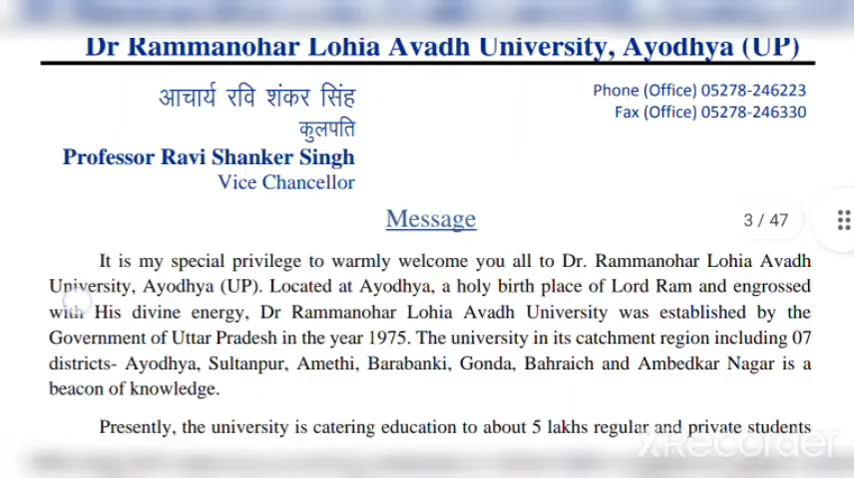 Dr Rammanohar Lohia Avadh University, Ayodhya (UP)
आचार्य रवि शंकर सिंह
कुलपति
Professor Ravi Shanker Singh
Vice Chancellor
Phone (Office) 05278-246223
Fax (Office) 05278-246330
Message
3 / 47
It is my special privilege to warmly welcome you all to Dr. Rammanohar Lohia Avadh
University, Ayodhya (UP). Located at Ayodhya, a holy birth place of Lord Ram and engrossed
with His divine energy, Dr Rammanohar Lohia Avadh University was established by the
Government of Uttar Pradesh in the year 1975. The university in its catchment region including 07
districts- Ayodhya, Sultanpur, Amethi, Barabanki, Gonda, Bahraich and Ambedkar Nagar is a
beacon of knowledge.
Presently, the university is catering education to about 5 lakhs regular and private students
XRecorder